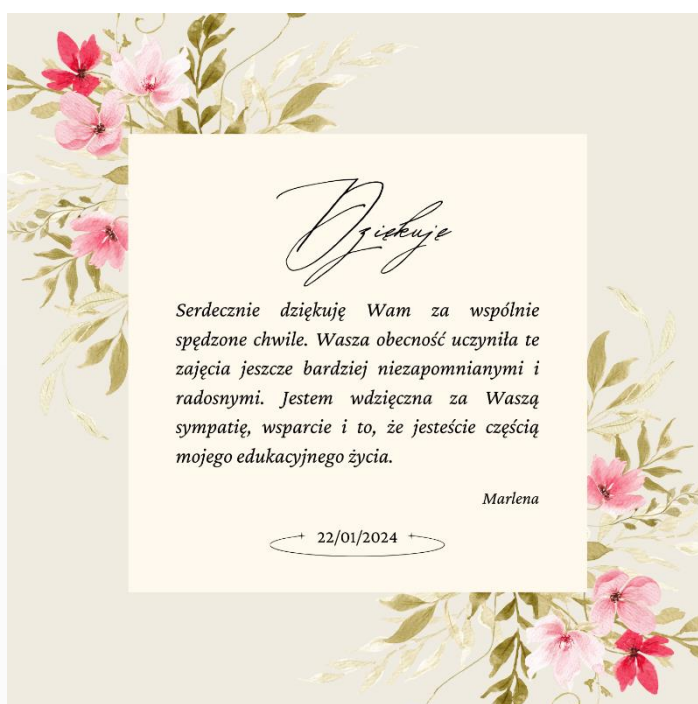 Dziękuję
Serdecznie dziękuję Wam za wspólnie
spędzone chwile. Wasza obecność uczyniła te
zajęcia jeszcze bardziej niezapomnianymi i
radosnymi. Jestem wdzięczna za Waszą
sympatię, wsparcie i to, że jesteście częścią
mojego edukacyjnego życia.
Marlena
22/01/2024